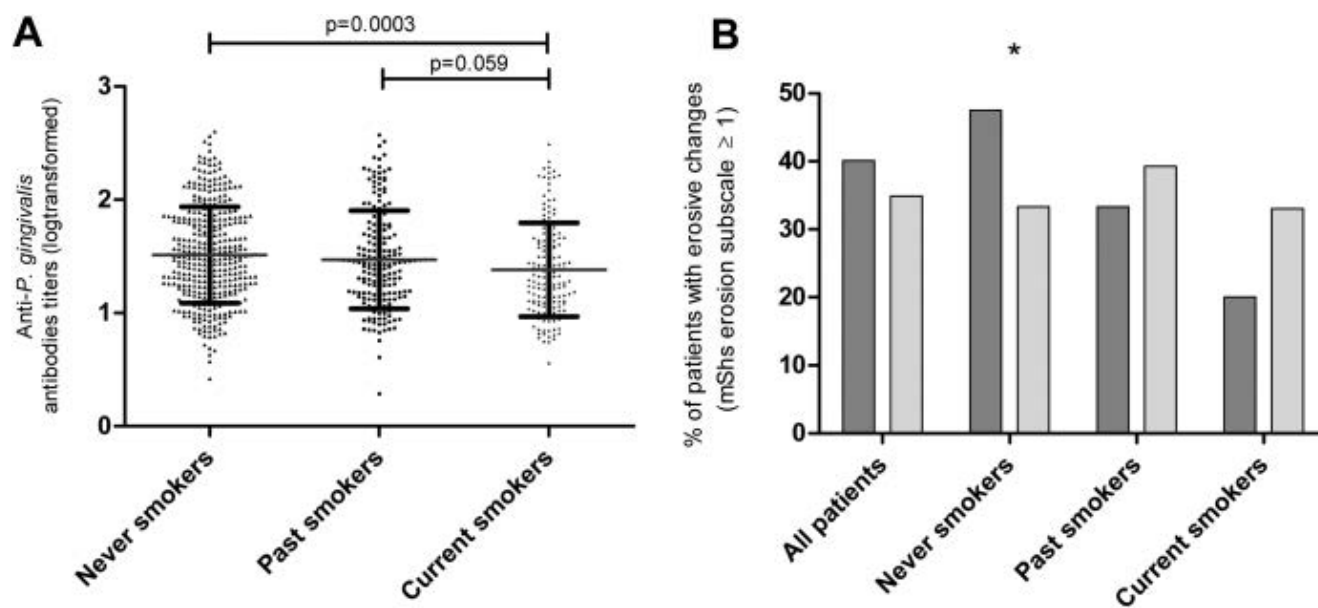 A
p=0.0003
p=0.059
Anti-P. gingivalis
antibodies titers (logtransformed)
3
2
1
0
Never smokers
Past smokers
Current smokers
B
*
% of patients with erosive changes
(mShs erosion subscale ≥ 1)
50
40
30
20
10
0
All patients
Never smokers
Past smokers
Current smokers